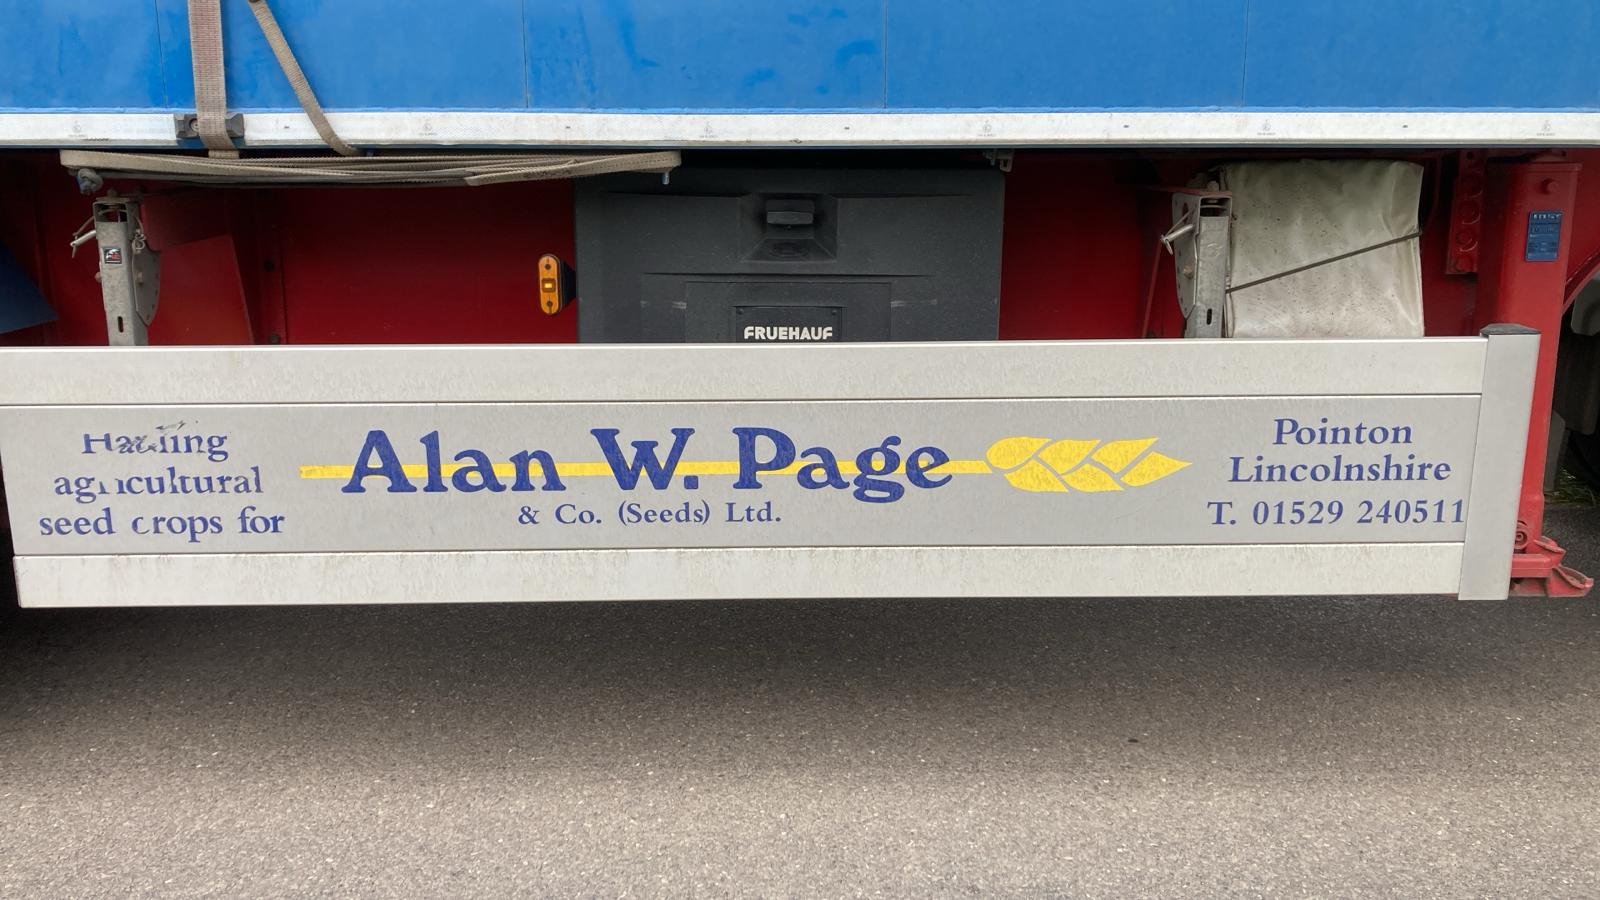 FRUEHAUF
Hauling
agricultural
seed crops for
Alan W. Page
& Co. (Seeds) Ltd.
Pointon
Lincolnshire
T. 01529 240511